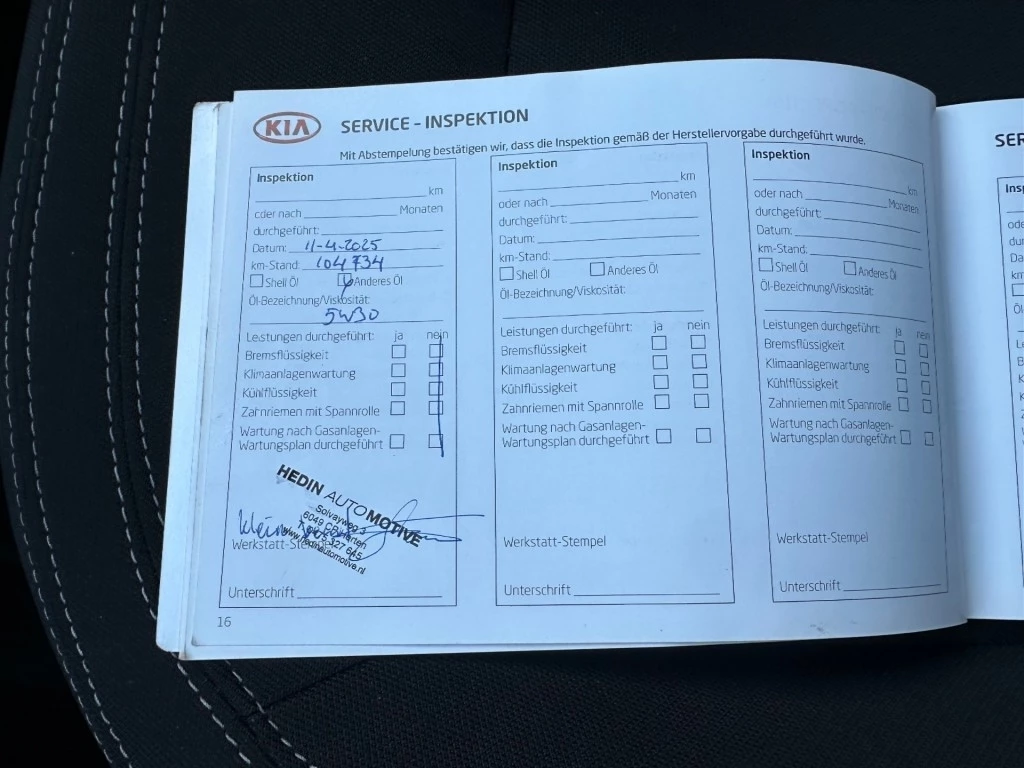 KIA SERVICE – INSPEKTION
Mit Abstempelung bestätigen wir, dass die Inspektion gemäß der Herstellervorgabe durchgeführt wurde.
Inspektion
km
oder nach Monaten
durchgeführt:
Datum: 11-4-2025
km-Stand: 104734
Shell Öl Anderes Öl
Öl-Bezeichnung/Viskosität:
5W30
Leistungen durchgeführt: ja nein
Bremsflüssigkeit
Klimaanlagenwartung
Kühlflüssigkeit
Zahnriemen mit Spannrolle
Wartung nach Gasanlagen-
Wartungsplan durchgeführt
HEDIN AUTOMOTIVE
Solvayweg
www.hedinautomotive.nl
klein
Werkstatt-Stempel
Unterschrift
16
Inspektion
km
oder nach Monaten
durchgeführt:
Datum:
km-Stand:
Shell Öl Anderes Öl
Öl-Bezeichnung/Viskosität:
Leistungen durchgeführt: ja nein
Bremsflüssigkeit
Klimaanlagenwartung
Kühlflüssigkeit
Zahnriemen mit Spannrolle
Wartung nach Gasanlagen-
Wartungsplan durchgeführt
Werkstatt-Stempel
Unterschrift
Inspektion
km
oder nach Monaten
durchgeführt:
Datum:
km-Stand:
Shell Öl Anderes Öl
Öl-Bezeichnung/Viskosität:
Leistungen durchgeführt: ja nein
Bremsflüssigkeit
Klimaanlagenwartung
Kühlflüssigkeit
Zahnriemen mit Spannrolle
Wartung nach Gasanlagen-
Wartungsplan durchgeführt
Werkstatt-Stempel
Unterschrift